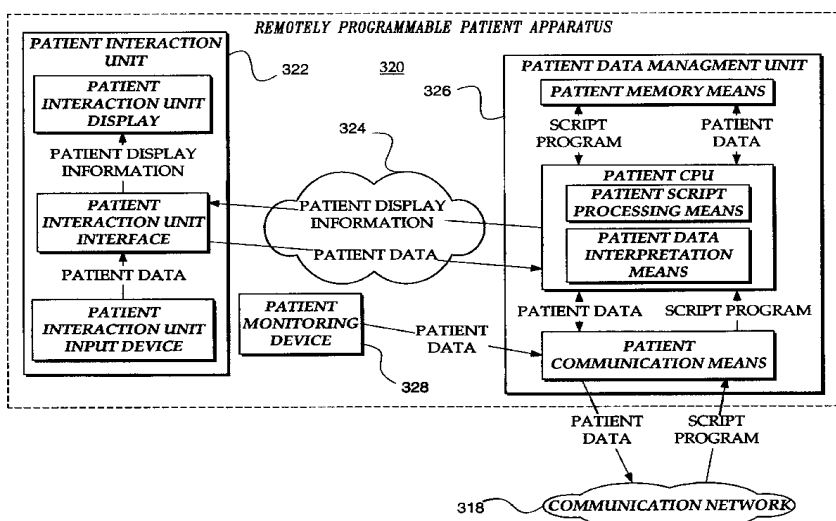 REMOTELY PROGRAMMABLE PATIENT APPARATUS
PATIENT INTERACTION
UNIT
322
PATIENT
INTERACTION UNIT
DISPLAY
PATIENT DISPLAY
INFORMATION
PATIENT
INTERACTION UNIT
INTERFACE
PATIENT DATA
PATIENT
INTERACTION UNIT
INPUT DEVICE
320
324
PATIENT DISPLAY
INFORMATION
PATIENT DATA
PATIENT
MONITORING
DEVICE
328
PATIENT
DATA
326
PATIENT DATA MANAGMENT UNIT
PATIENT MEMORY MEANS
SCRIPT
PROGRAM
PATIENT
DATA
PATIENT CPU
PATIENT SCRIPT
PROCESSING MEANS
PATIENT DATA
INTERPRETATION
MEANS
PATIENT DATA
SCRIPT PROGRAM
PATIENT
COMMUNICATION MEANS
PATIENT
DATA
SCRIPT
PROGRAM
318
COMMUNICATION NETWORK